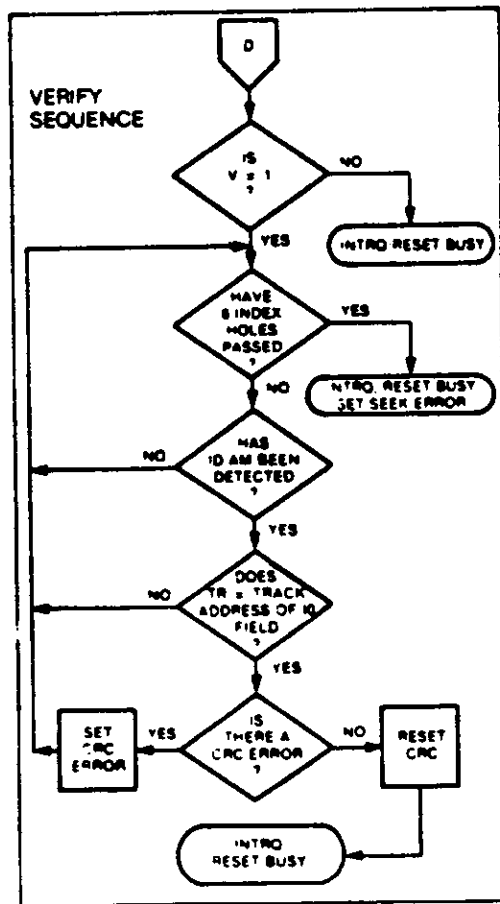 D
VERIFY
SEQUENCE
IS
V = 1
?
NO
INTRQ RESET BUSY
YES
HAVE
INDEX
HOLES
PASSED
?
YES
INTRQ, RESET BUSY
SET SEEK ERROR
NO
HAS
ID AM BEEN
DETECTED
?
NO
YES
DOES
TR = TRACK
ADDRESS OF ID
FIELD
?
NO
YES
IS
THERE A
CRC ERROR
?
YES
SET
CRC
ERROR
NO
RESET
CRC
INTRQ
RESET BUSY